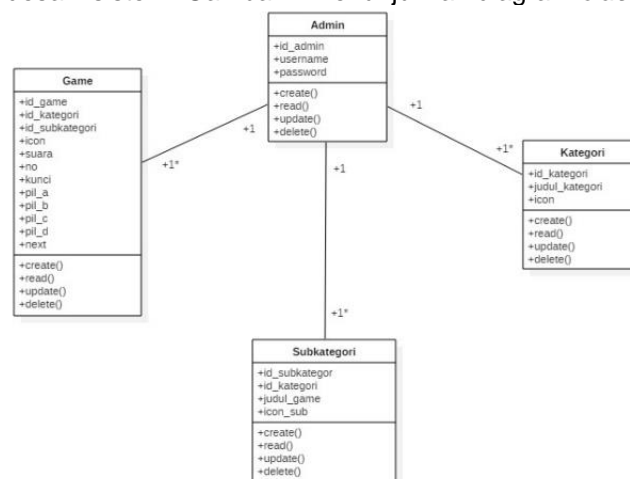 Admin
+id_admin
+username
+password
+create()
+read()
+update()
+delete()
Game
+id_game
+id_kategori
+id_subkategori
+icon
+suara
+no
+kunci
+pil_a
+pil_b
+pil_c
+pil_d
+next
+create()
+read()
+update()
+delete()
+1
+1*
+1
+1*
Kategori
+id_kategori
+judul_kategori
+icon
+create()
+read()
+update()
+delete()
+1
+1*
Subkategori
+id_subkategor
+id_kategori
+judul_game
+icon_sub
+create()
+read()
+update()
+delete()